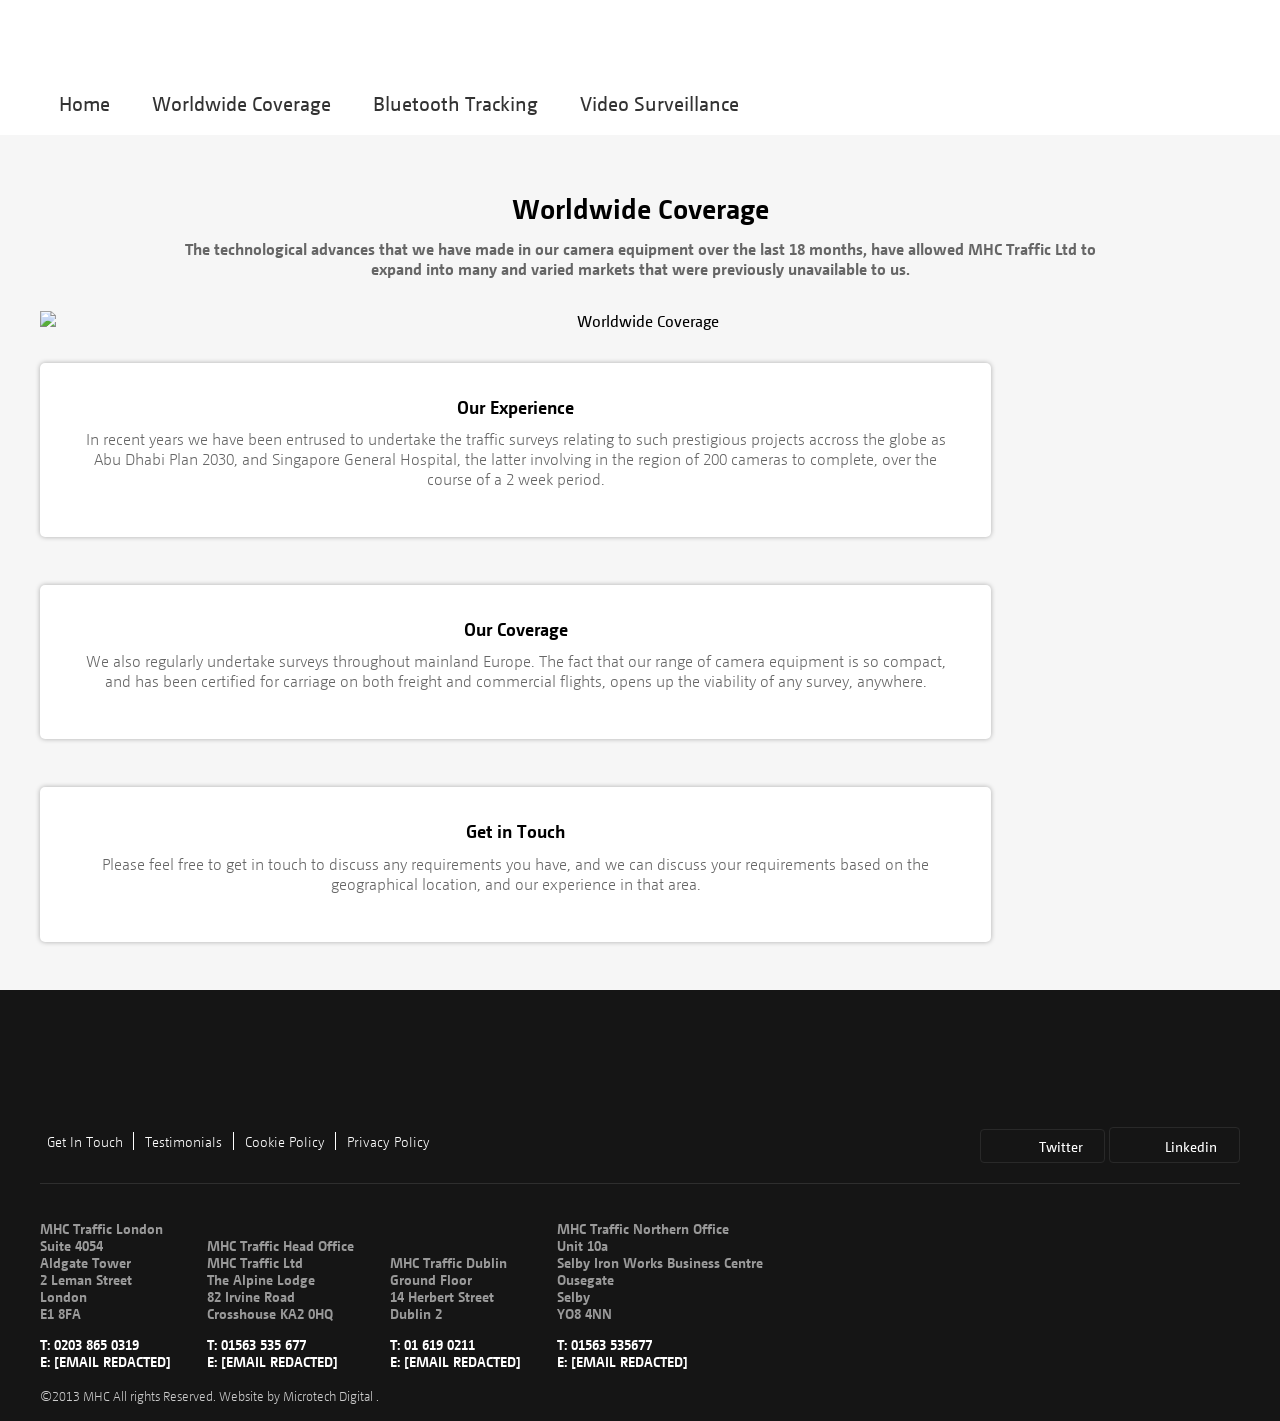 Home
Worldwide Coverage
Bluetooth Tracking
Video Surveillance
Worldwide Coverage
The technological advances that we have made in our camera equipment over the last 18 months, have allowed MHC Traffic Ltd to
expand into many and varied markets that were previously unavailable to us.
Worldwide Coverage
Our Experience
In recent years we have been entrused to undertake the traffic surveys relating to such prestigious projects accross the globe as
Abu Dhabi Plan 2030, and Singapore General Hospital, the latter involving in the region of 200 cameras to complete, over the
course of a 2 week period.
Our Coverage
We also regularly undertake surveys throughout mainland Europe. The fact that our range of camera equipment is so compact,
and has been certified for carriage on both freight and commercial flights, opens up the viability of any survey, anywhere.
Get in Touch
Please feel free to get in touch to discuss any requirements you have, and we can discuss your requirements based on the
geographical location, and our experience in that area.
Get In Touch
Testimonials
Cookie Policy
Privacy Policy
Twitter
Linkedin
MHC Traffic London
Suite 4054
Aldgate Tower
2 Leman Street
London
E1 8FA
T: 0203 865 0319
E: [EMAIL REDACTED]
MHC Traffic Head Office
MHC Traffic Ltd
The Alpine Lodge
82 Irvine Road
Crosshouse KA2 0HQ
T: 01563 535 677
E: [EMAIL REDACTED]
MHC Traffic Dublin
Ground Floor
14 Herbert Street
Dublin 2
T: 01 619 0211
E: [EMAIL REDACTED]
MHC Traffic Northern Office
Unit 10a
Selby Iron Works Business Centre
Ousegate
Selby
YO8 4NN
T: 01563 535677
E: [EMAIL REDACTED]
©2013 MHC All rights Reserved. Website by Microtech Digital .